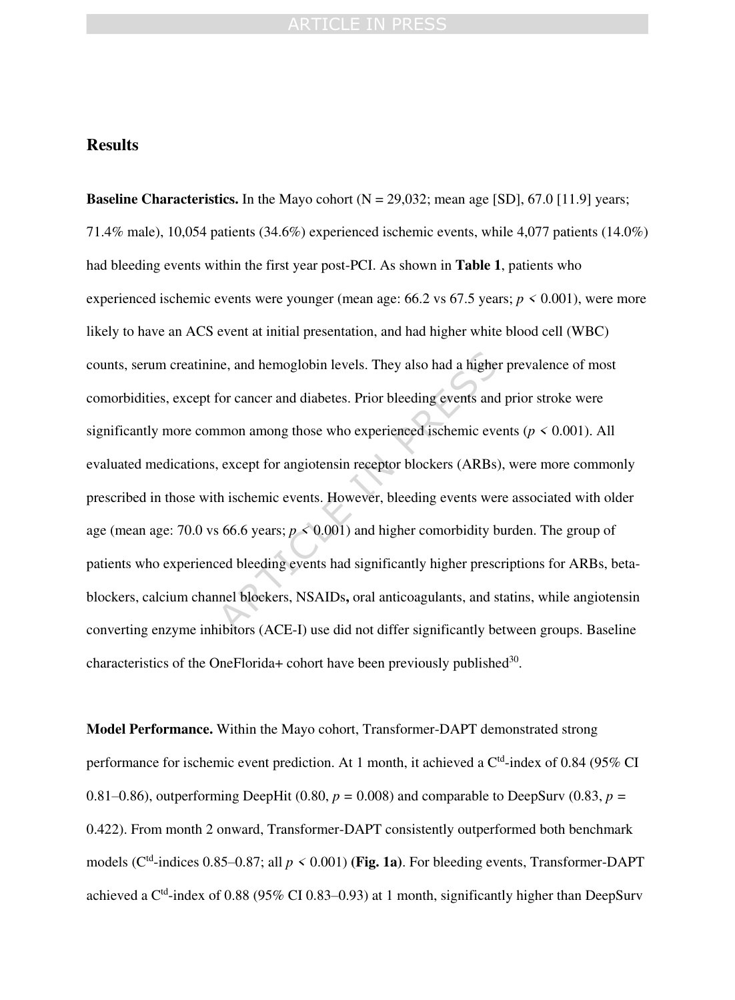 ARTICLE IN PRESS
Results
Baseline Characteristics. In the Mayo cohort (N = 29,032; mean age [SD], 67.0 [11.9] years;
71.4% male), 10,054 patients (34.6%) experienced ischemic events, while 4,077 patients (14.0%)
had bleeding events within the first year post-PCI. As shown in Table 1, patients who
experienced ischemic events were younger (mean age: 66.2 vs 67.5 years; p < 0.001), were more
likely to have an ACS event at initial presentation, and had higher white blood cell (WBC)
counts, serum creatinine, and hemoglobin levels. They also had a higher prevalence of most
comorbidities, except for cancer and diabetes. Prior bleeding events and prior stroke were
significantly more common among those who experienced ischemic events (p < 0.001). All
evaluated medications, except for angiotensin receptor blockers (ARBs), were more commonly
prescribed in those with ischemic events. However, bleeding events were associated with older
age (mean age: 70.0 vs 66.6 years; p < 0.001) and higher comorbidity burden. The group of
patients who experienced bleeding events had significantly higher prescriptions for ARBs, beta-
blockers, calcium channel blockers, NSAIDs, oral anticoagulants, and statins, while angiotensin
converting enzyme inhibitors (ACE-I) use did not differ significantly between groups. Baseline
characteristics of the OneFlorida+ cohort have been previously published30.
Model Performance. Within the Mayo cohort, Transformer-DAPT demonstrated strong
performance for ischemic event prediction. At 1 month, it achieved a Ctd-index of 0.84 (95% CI
0.81–0.86), outperforming DeepHit (0.80, p = 0.008) and comparable to DeepSurv (0.83, p =
0.422). From month 2 onward, Transformer-DAPT consistently outperformed both benchmark
models (Ctd-indices 0.85–0.87; all p < 0.001) (Fig. 1a). For bleeding events, Transformer-DAPT
achieved a Ctd-index of 0.88 (95% CI 0.83–0.93) at 1 month, significantly higher than DeepSurv
ARTICLE IN PRESS